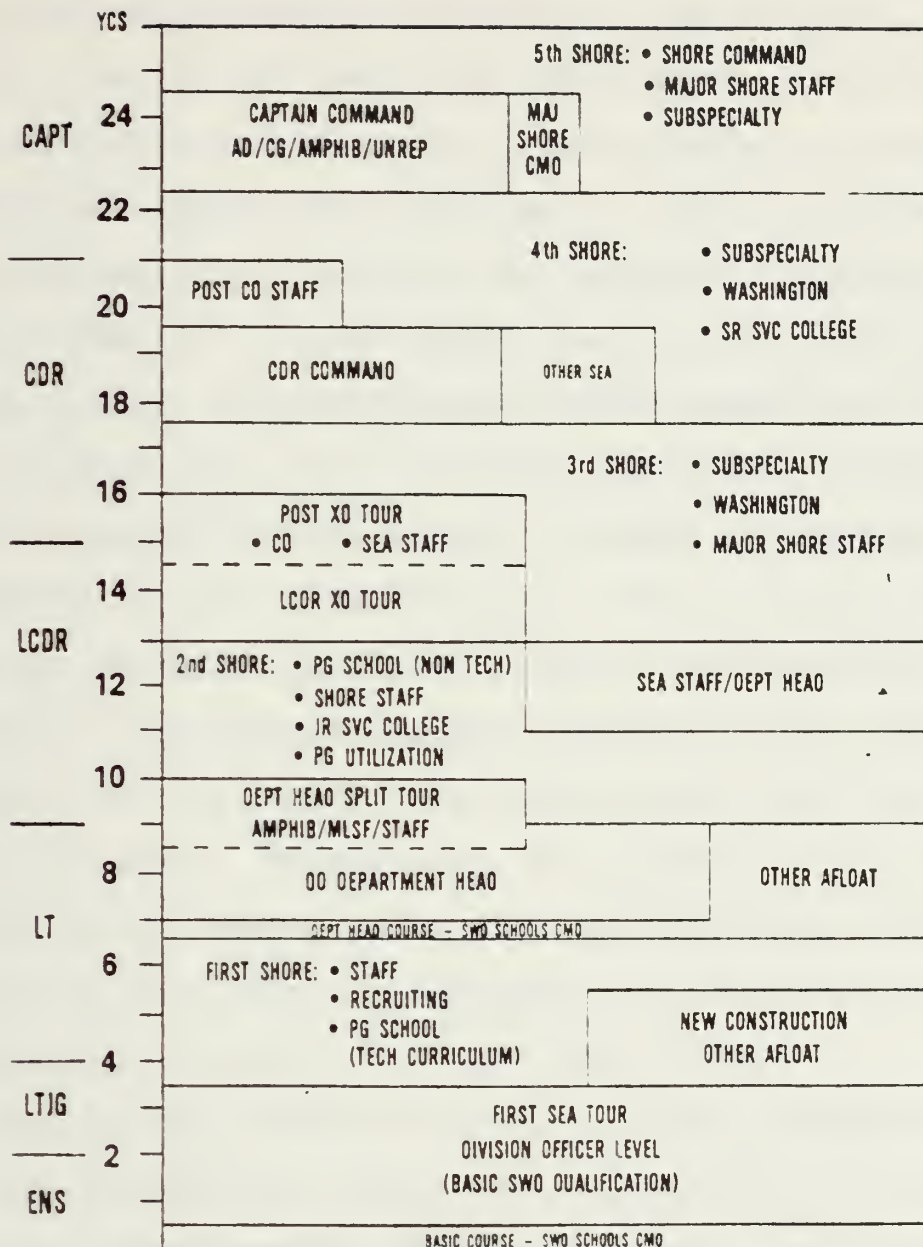 YCS
5th SHORE: • SHORE COMMAND
• MAJOR SHORE STAFF
• SUBSPECIALTY
24
CAPT
CAPTAIN COMMAND
AD/CG/AMPHIB/UNREP
MAJ
SHORE
CMO
22
4th SHORE: • SUBSPECIALTY
• WASHINGTON
• SR SVC COLLEGE
POST CO STAFF
20
CDR
CDR COMMAND
OTHER SEA
18
3rd SHORE: • SUBSPECIALTY
• WASHINGTON
• MAJOR SHORE STAFF
16
POST XO TOUR
• CO • SEA STAFF
14
LCDR XO TOUR
LCDR
2nd SHORE: • PG SCHOOL (NON TECH)
• SHORE STAFF
• JR SVC COLLEGE
• PG UTILIZATION
12
SEA STAFF/DEPT HEAD
10
DEPT HEAD SPLIT TOUR
AMPHIB/MLSF/STAFF
8
DD DEPARTMENT HEAD
OTHER AFLOAT
LT
DEPT HEAD COURSE - SWO SCHOOLS CMD
6
FIRST SHORE: • STAFF
• RECRUITING
• PG SCHOOL
(TECH CURRICULUM)
NEW CONSTRUCTION
OTHER AFLOAT
4
LTJG
FIRST SEA TOUR
DIVISION OFFICER LEVEL
(BASIC SWO QUALIFICATION)
2
ENS
BASIC COURSE - SWO SCHOOLS CMD